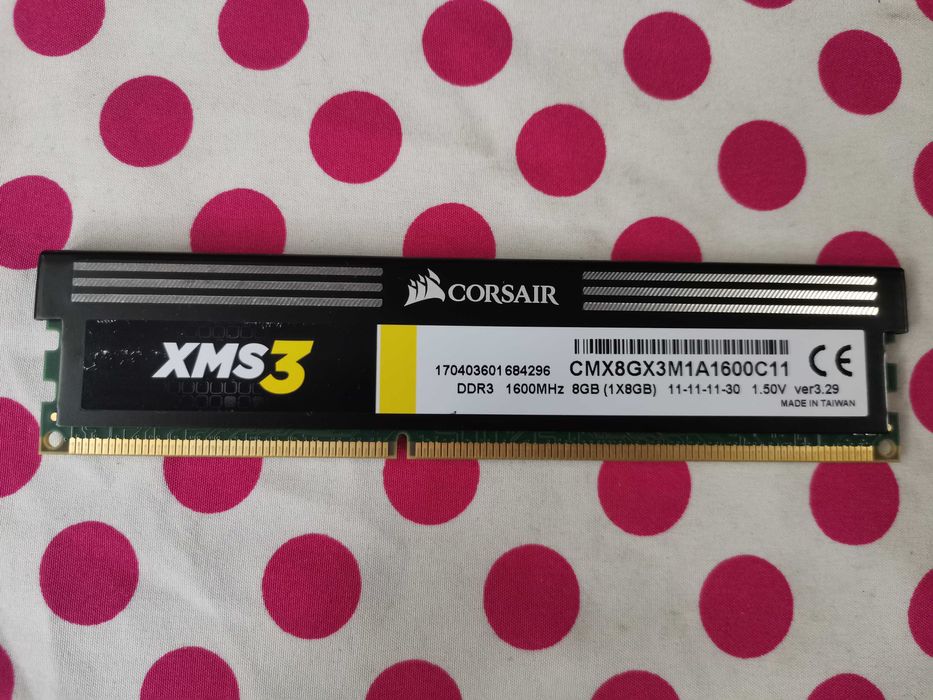 CORSAIR
XMS3
170403601684296 CMX8GX3M1A1600C11
DDR3 1600MHz 8GB (1X8GB) 11-11-11-30 1.50V ver3.29
MADE IN TAIWAN
CE